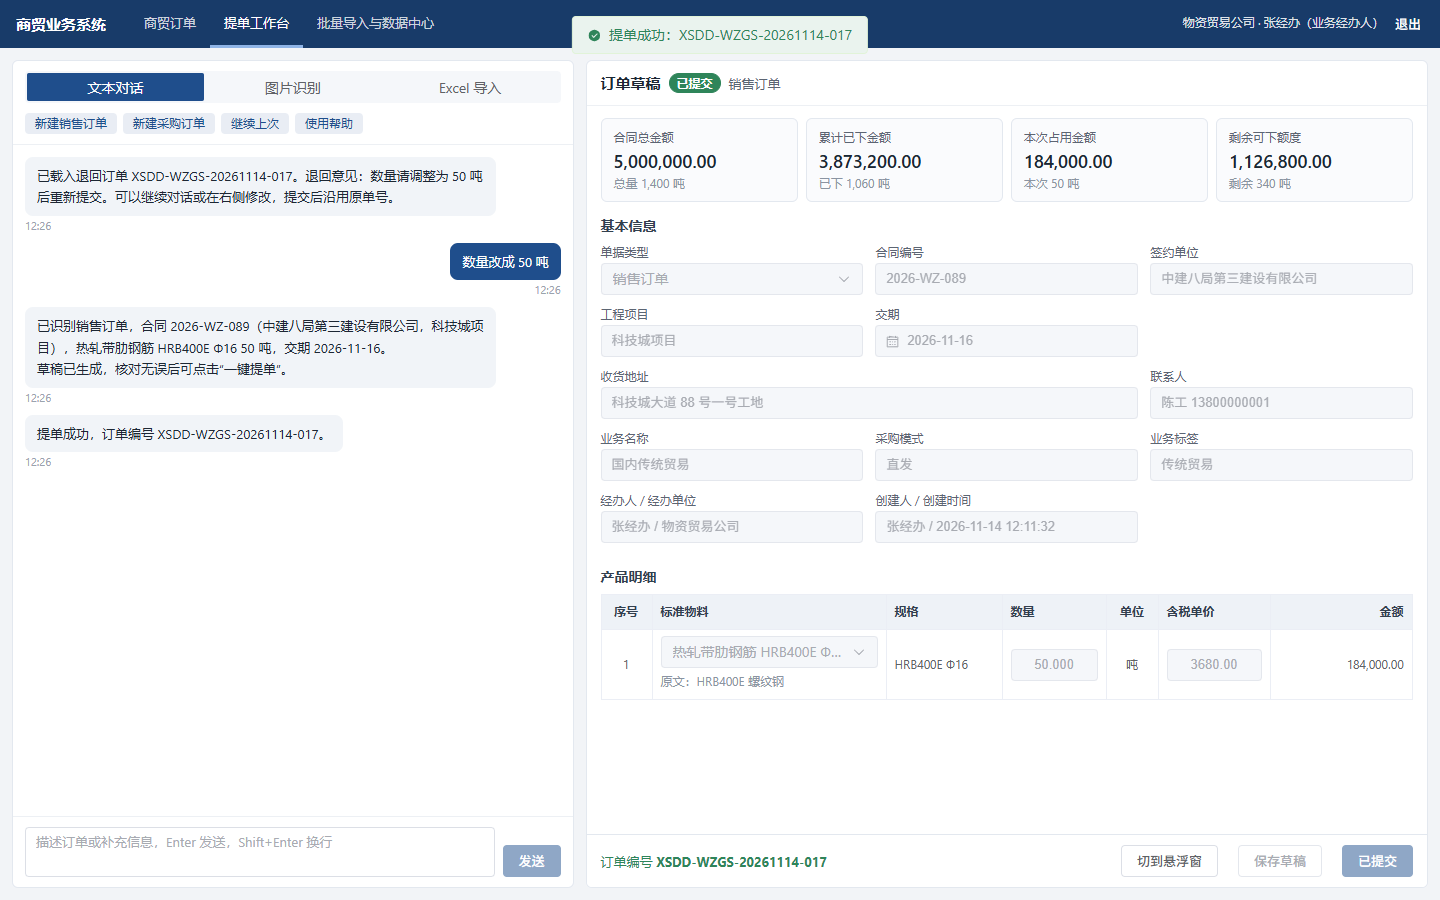 商贸业务系统
商贸订单
提单工作台
批量导入与数据中心
提单成功：XSDD-WZGS-20261114-017
物资贸易公司 · 张经办（业务经办人）
退出
文本对话
图片识别
Excel 导入
新建销售订单
新建采购订单
继续上次
使用帮助
已载入退回订单 XSDD-WZGS-20261114-017。退回意见：数量请调整为 50 吨
后重新提交。可以继续对话或在右侧修改，提交后沿用原单号。
12:26
数量改成 50 吨
12:26
已识别销售订单，合同 2026-WZ-089（中建八局第三建设有限公司，科技城项
目），热轧带肋钢筋 HRB400E Φ16 50 吨，交期 2026-11-16。
草稿已生成，核对无误后可点击“一键提单”。
12:26
提单成功，订单编号 XSDD-WZGS-20261114-017。
12:26
描述订单或补充信息，Enter 发送，Shift+Enter 换行
发送
订单草稿
已提交
销售订单
合同总金额
5,000,000.00
总量 1,400 吨
累计已下金额
3,873,200.00
已下 1,060 吨
本次占用金额
184,000.00
本次 50 吨
剩余可下额度
1,126,800.00
剩余 340 吨
基本信息
单据类型
销售订单
合同编号
2026-WZ-089
签约单位
中建八局第三建设有限公司
工程项目
科技城项目
交期
2026-11-16
收货地址
科技城大道 88 号一号工地
联系人
陈工 13800000001
业务名称
国内传统贸易
采购模式
直发
业务标签
传统贸易
经办人 / 经办单位
张经办 / 物资贸易公司
创建人 / 创建时间
张经办 / 2026-11-14 12:11:32
产品明细
序号 标准物料 规格 数量 单位 含税单价 金额
1 热轧带肋钢筋 HRB400E Φ... HRB400E Φ16 50.000 吨 3680.00 184,000.00
原文：HRB400E 螺纹钢
订单编号 XSDD-WZGS-20261114-017
切到悬浮窗
保存草稿
已提交